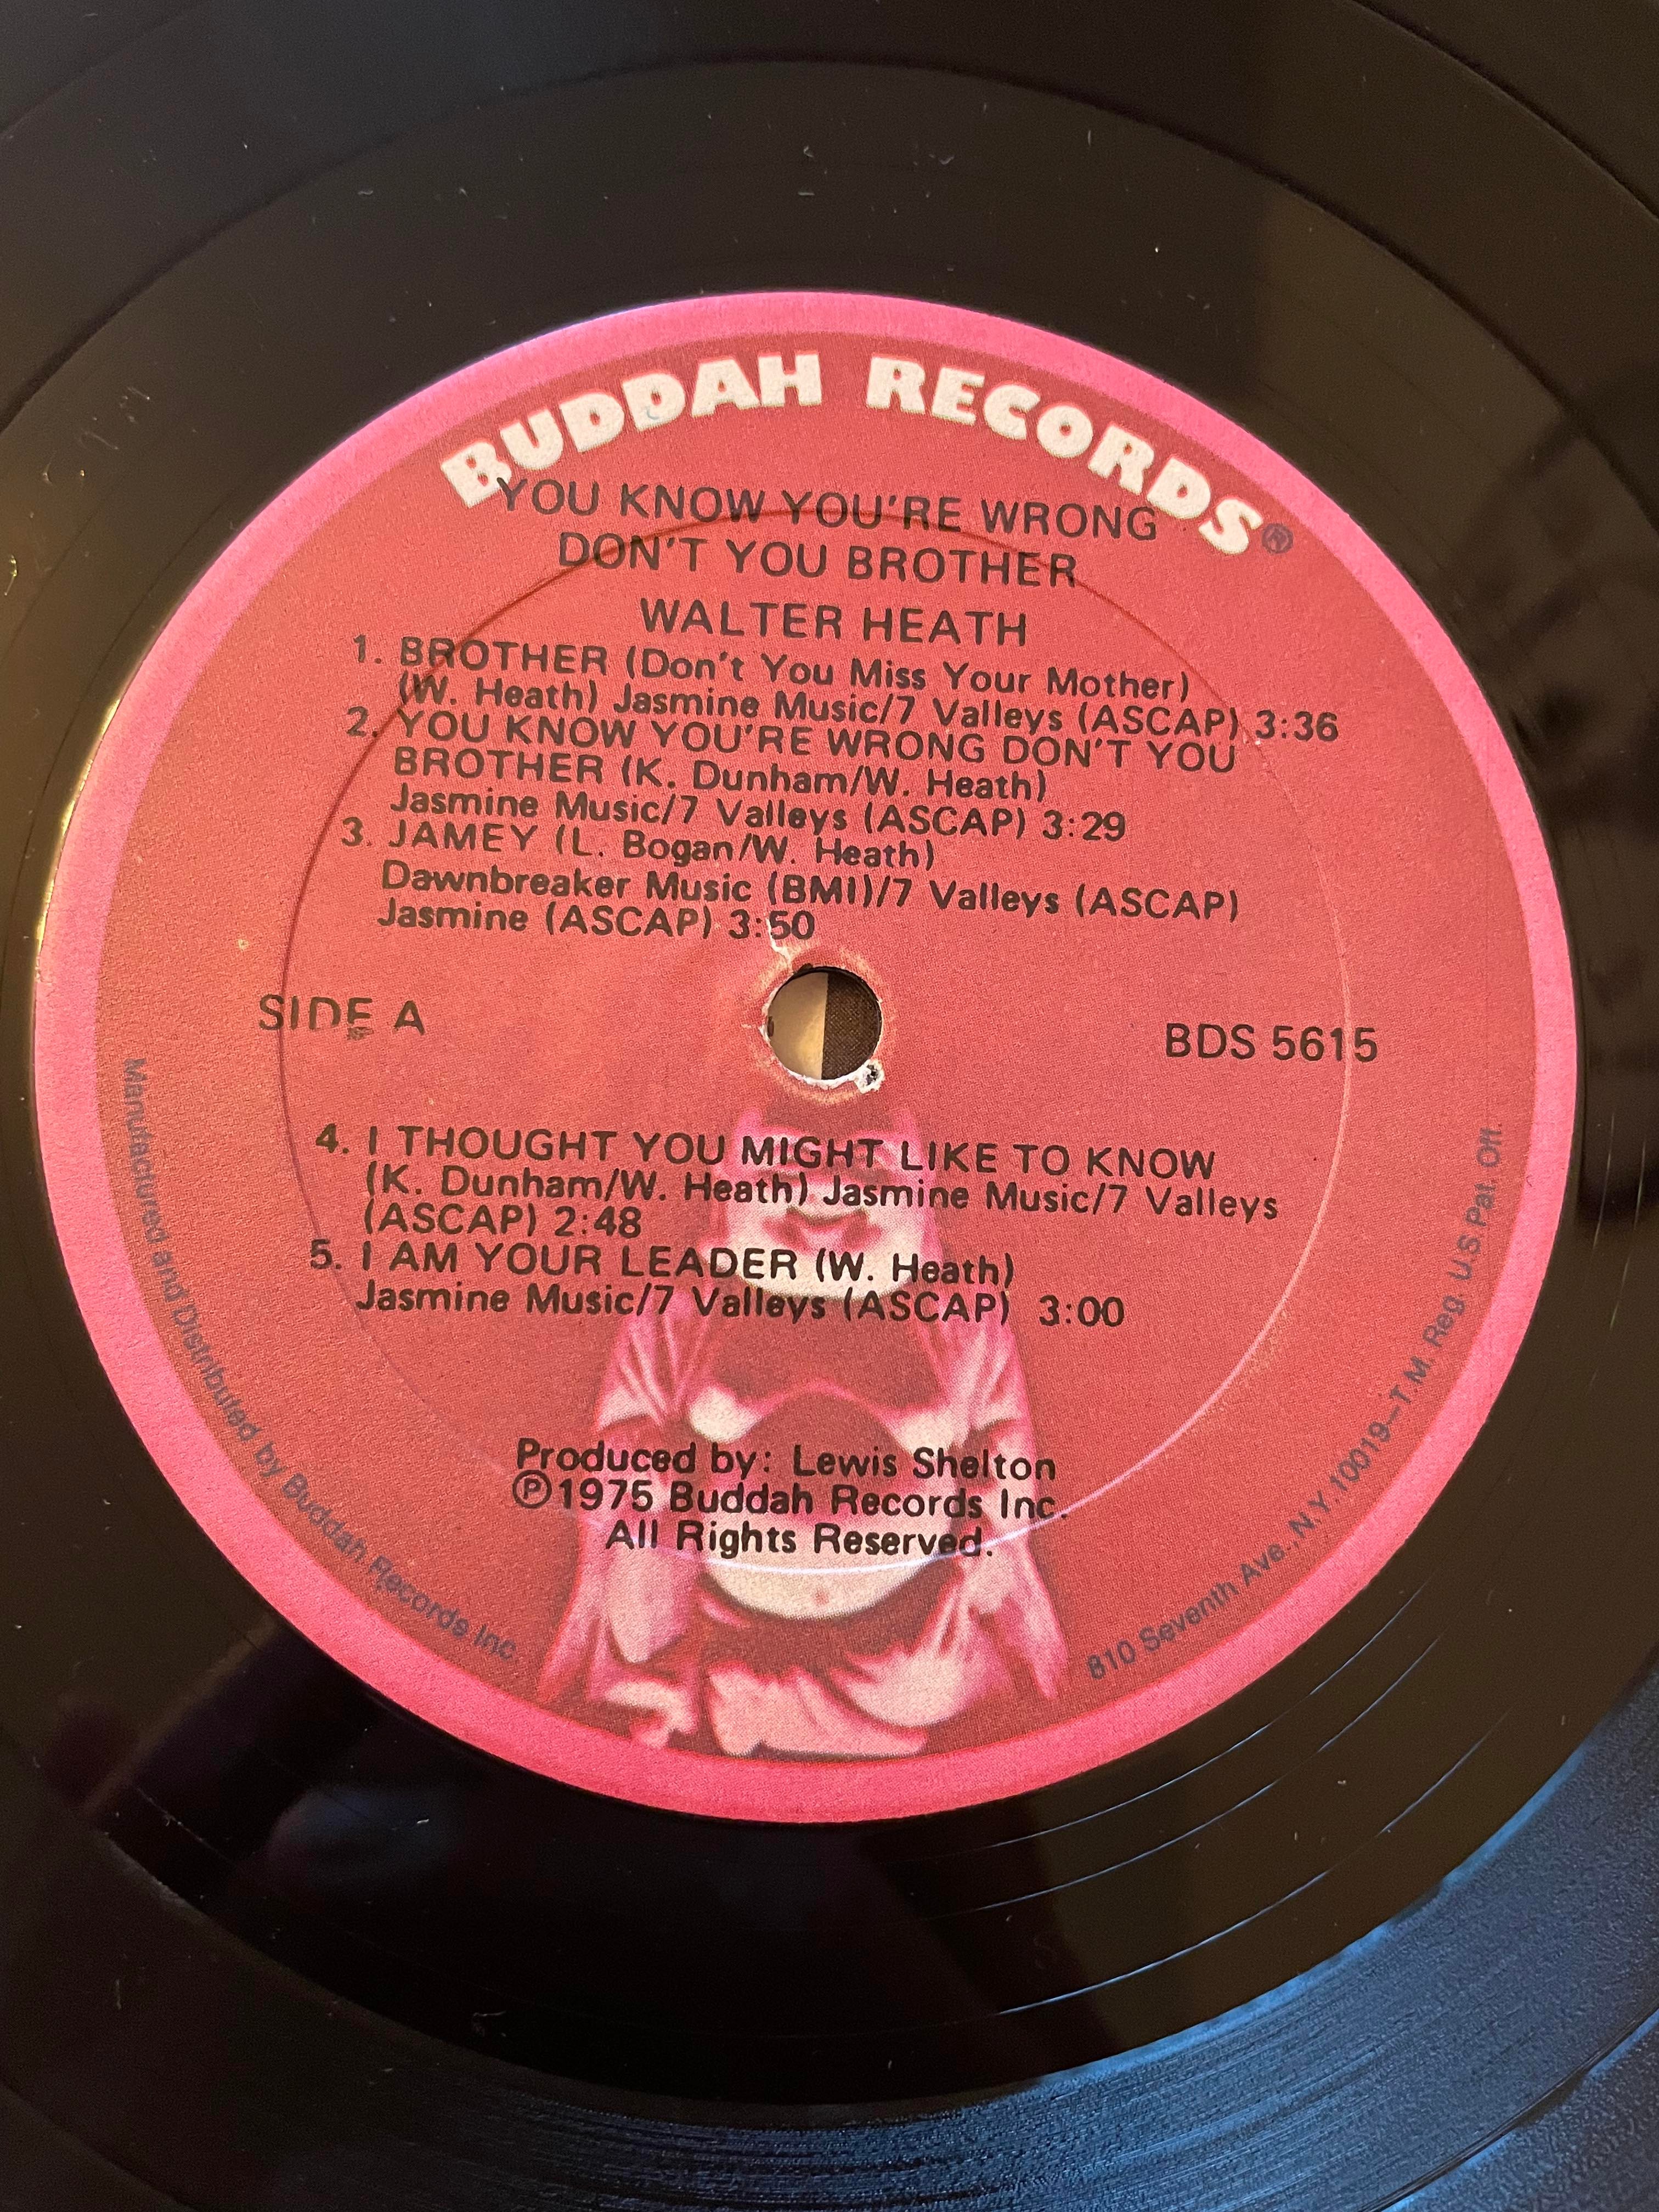 BUDDAH RECORDS®
YOU KNOW YOU'RE WRONG
DON'T YOU BROTHER
WALTER HEATH
1. BROTHER (Don't You Miss Your Mother)
(W. Heath) Jasmine Music/7 Valleys (ASCAP) 3:36
2. YOU KNOW YOU'RE WRONG DON'T YOU
BROTHER (K. Dunham/W. Heath)
Jasmine Music/7 Valleys (ASCAP) 3:29
3. JAMEY (L. Bogan/W. Heath)
Dawnbreaker Music (BMI)/7 Valleys (ASCAP)
Jasmine (ASCAP) 3:50
SIDE A
BDS 5615
4. I THOUGHT YOU MIGHT LIKE TO KNOW
(K. Dunham/W. Heath) Jasmine Music/7 Valleys
(ASCAP) 2:48
5. I AM YOUR LEADER (W. Heath)
Jasmine Music/7 Valleys (ASCAP) 3:00
Produced by: Lewis Shelton
℗1975 Buddah Records Inc.
All Rights Reserved.
Manufactured and Distributed by Buddah Records Inc.
810 Seventh Ave., N.Y. 10019—T.M. Reg. U.S Pat. Off.